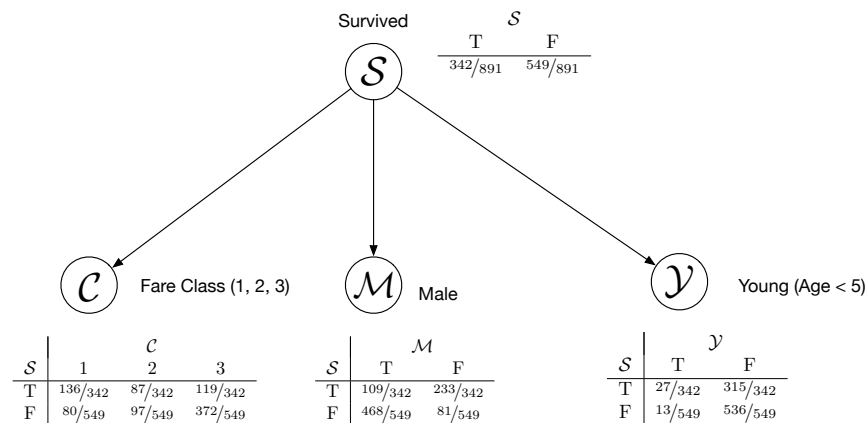 Survived
S
T F
342/891 549/891
S
C
Fare Class (1, 2, 3)
M
Male
Y
Young (Age < 5)
C
S 1 2 3
T 136/342 87/342 119/342
F 80/549 97/549 372/549
M
S T F
T 109/342 233/342
F 468/549 81/549
Y
S T F
T 27/342 315/342
F 13/549 536/549